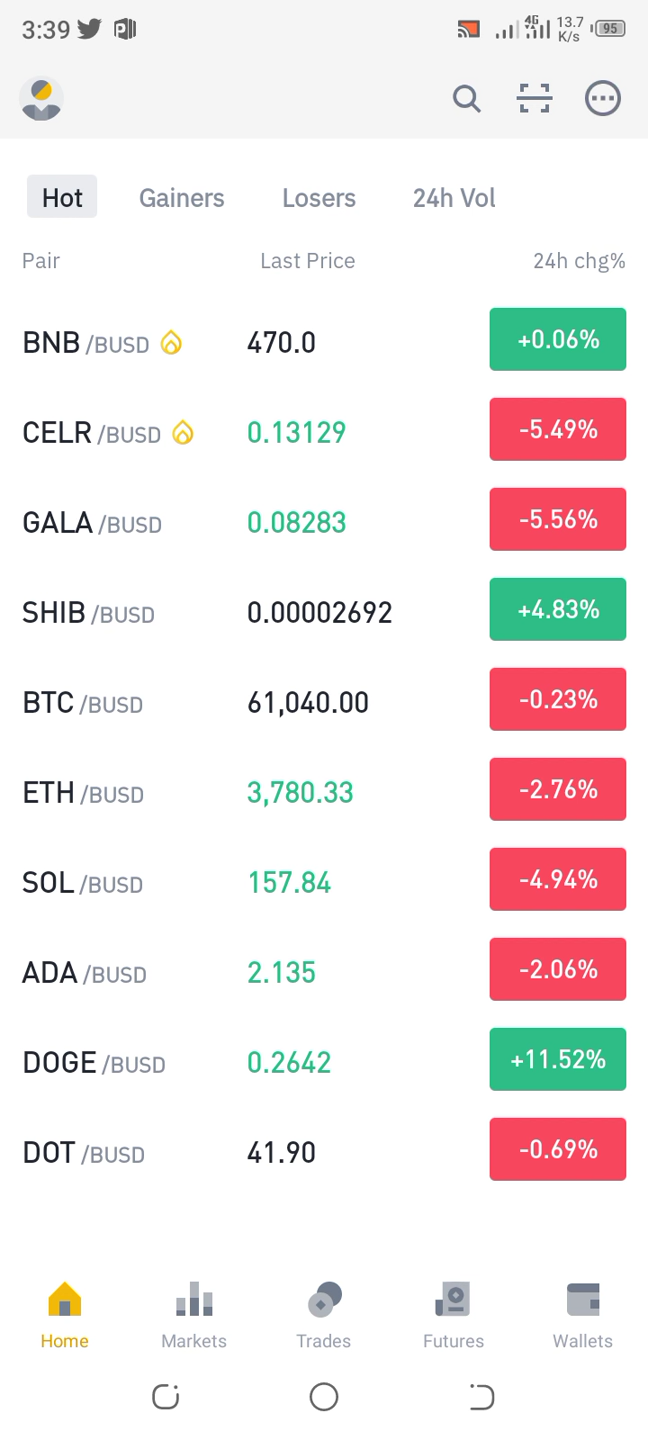 3:39 4G 13.7 K/s 95
Hot Gainers Losers 24h Vol
Pair Last Price 24h chg%
BNB /BUSD 470.0 +0.06%
CELR /BUSD 0.13129 -5.49%
GALA /BUSD 0.08283 -5.56%
SHIB /BUSD 0.00002692 +4.83%
BTC /BUSD 61,040.00 -0.23%
ETH /BUSD 3,780.33 -2.76%
SOL /BUSD 157.84 -4.94%
ADA /BUSD 2.135 -2.06%
DOGE /BUSD 0.2642 +11.52%
DOT /BUSD 41.90 -0.69%
Home Markets Trades Futures Wallets